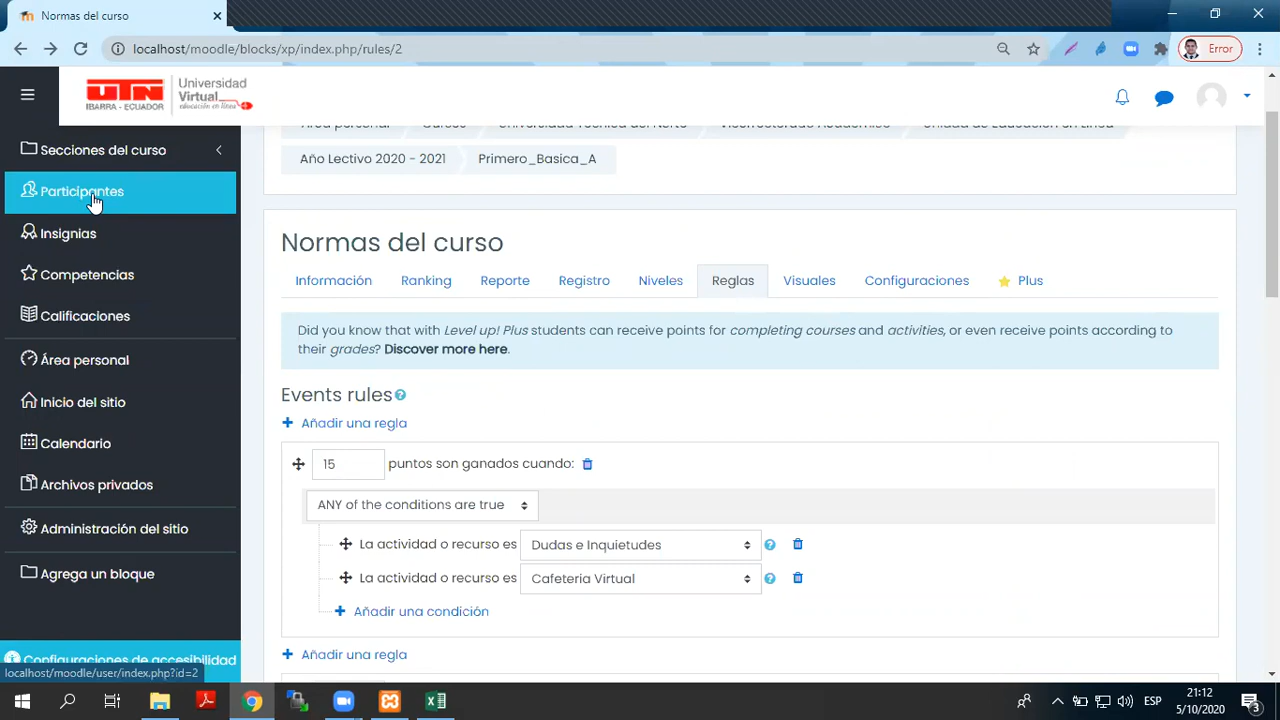 Normas del curso
localhost/moodle/blocks/xp/index.php/rules/2
Error
UTN
IBARRA - ECUADOR
Universidad
Virtual
educación en línea
Área personal
Cursos
Universidad Técnica del Norte
Vicerrectorado Académico
Unidad de Educación en Línea
Año Lectivo 2020 - 2021
Primero_Basica_A
Secciones del curso
Participantes
Insignias
Competencias
Calificaciones
Área personal
Inicio del sitio
Calendario
Archivos privados
Administración del sitio
Agrega un bloque
Configuraciones de accesibilidad
localhost/moodle/user/index.php?id=2
Normas del curso
Información
Ranking
Reporte
Registro
Niveles
Reglas
Visuales
Configuraciones
Plus
Did you know that with Level up! Plus students can receive points for completing courses and activities, or even receive points according to
their grades? Discover more here.
Events rules
Añadir una regla
15 puntos son ganados cuando:
ANY of the conditions are true
La actividad o recurso es Dudas e Inquietudes
La actividad o recurso es Cafeteria Virtual
Añadir una condición
Añadir una regla
ESP
21:12
5/10/2020
3